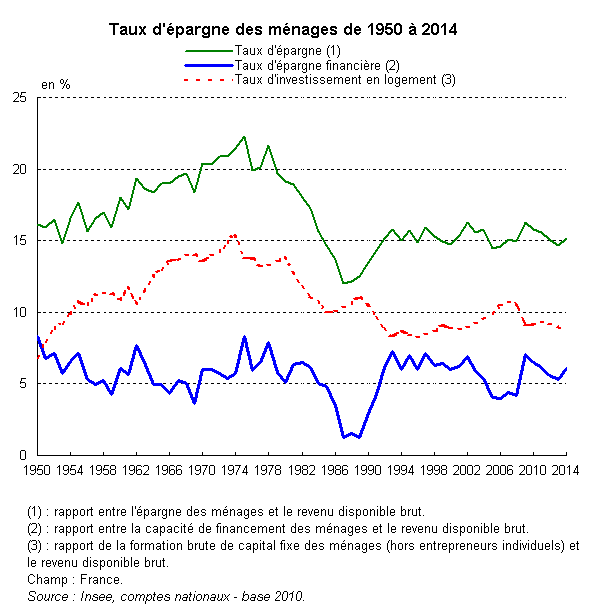 Taux d'épargne des ménages de 1950 à 2014
Taux d'épargne (1)
Taux d'épargne financière (2)
Taux d'investissement en logement (3)
en %
25
20
15
10
5
0
1950 1954 1958 1962 1966 1970 1974 1978 1982 1986 1990 1994 1998 2002 2006 2010 2014
(1) : rapport entre l'épargne des ménages et le revenu disponible brut.
(2) : rapport entre la capacité de financement des ménages et le revenu disponible brut.
(3) : rapport de la formation brute de capital fixe des ménages (hors entrepreneurs individuels) et
le revenu disponible brut.
Champ : France.
Source : Insee, comptes nationaux - base 2010.